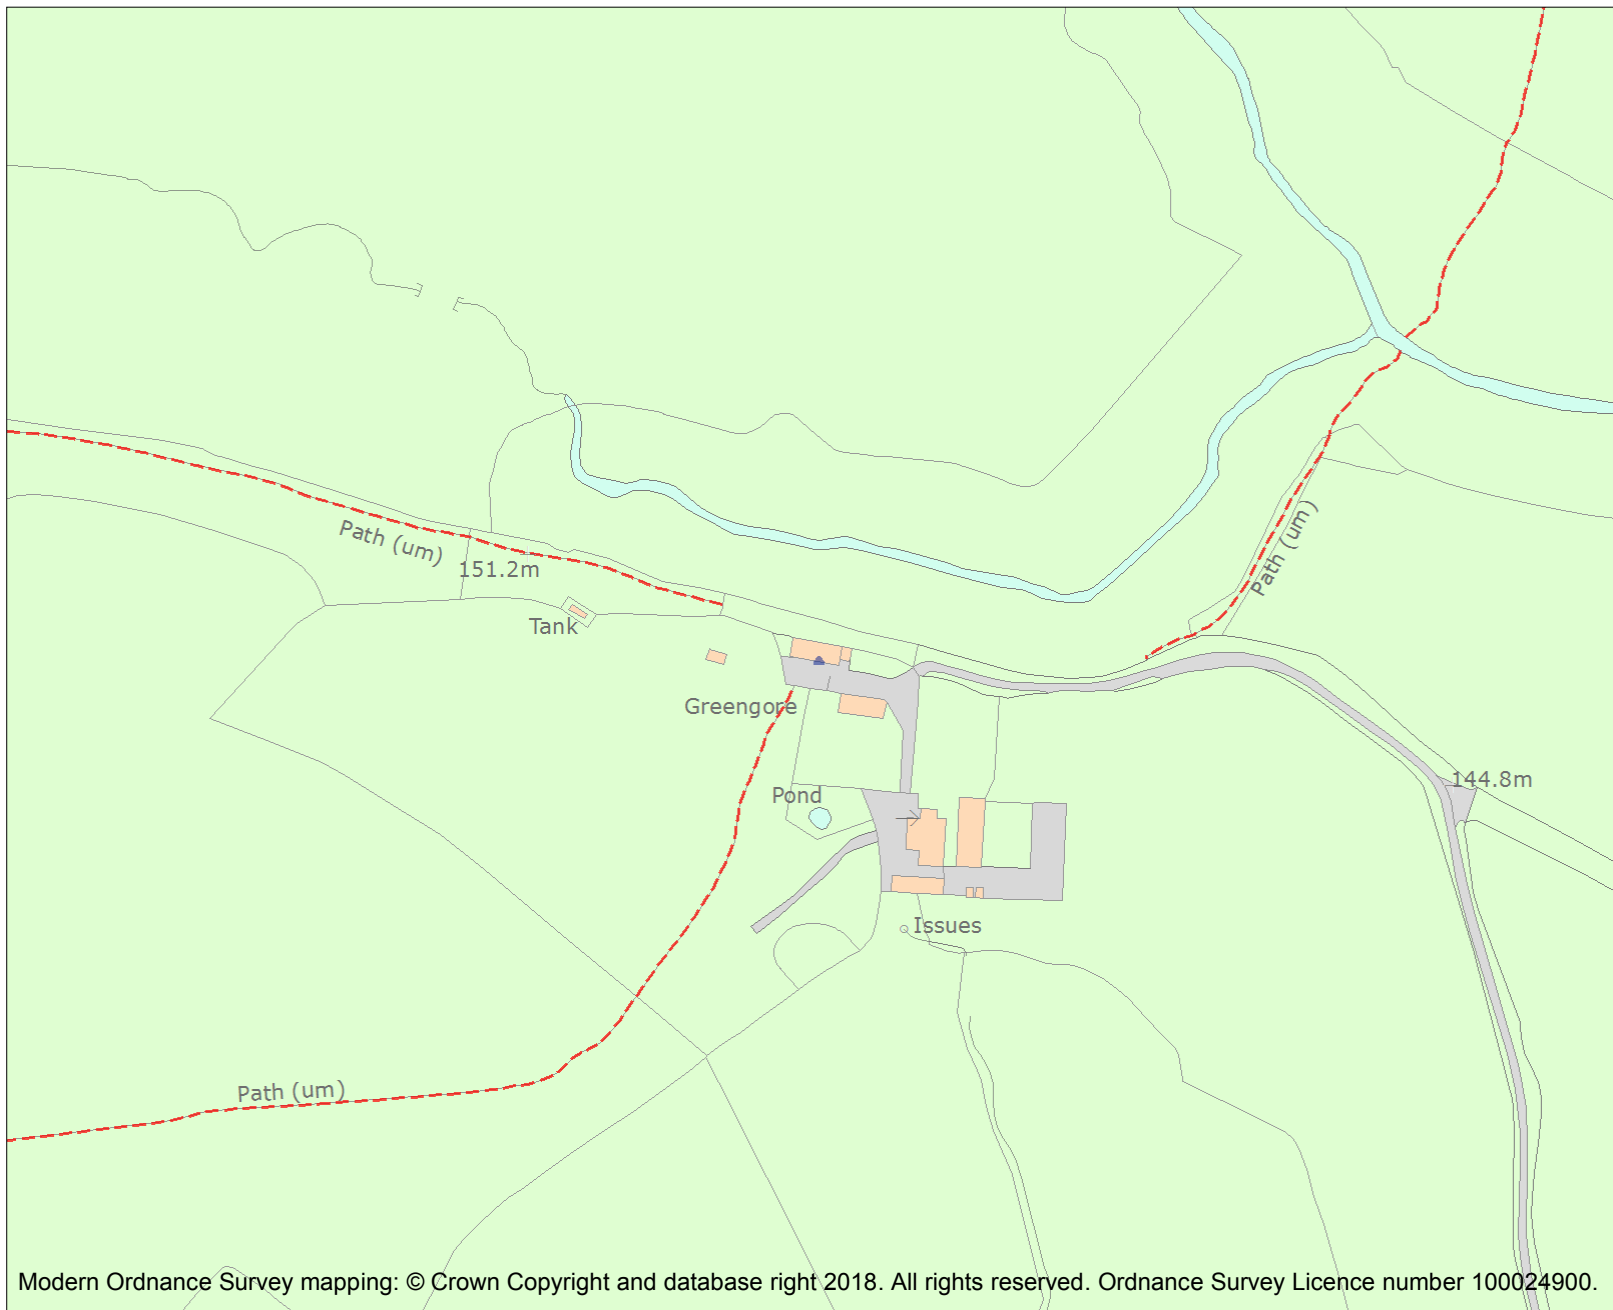 Path (um)
151.2m
Path (um)
Tank
Greengore
144.8m
Pond
Issues
Path (um)
Modern Ordnance Survey mapping: © Crown Copyright and database right 2018. All rights reserved. Ordnance Survey Licence number 100024900.